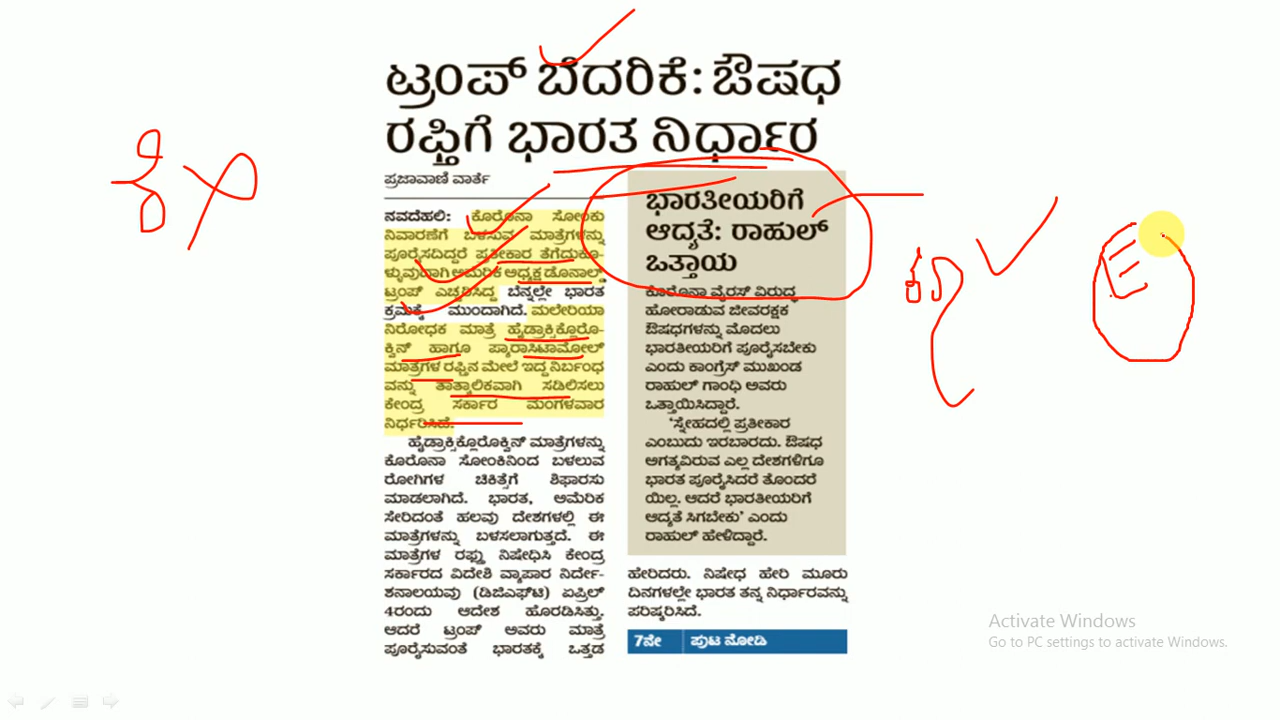 ಟ್ರಂಪ್ ಬೆದರಿಕೆ: ಔಷಧ
ರಫ್ತಿಗೆ ಭಾರತ ನಿರ್ಧಾರ
ಪ್ರಜಾವಾಣಿ ವಾರ್ತೆ
ನವದೆಹಲಿ: ಕೊರೊನಾ ಸೋಂಕು
ನಿವಾರಣೆಗೆ ಬಳಸುವ ಮಾತ್ರೆಗಳನ್ನು
ಪೂರೈಸದಿದ್ದರೆ ಪ್ರತೀಕಾರ ತೆಗೆದುಕೊ-
ಳ್ಳುವುದಾಗಿ ಅಮೆರಿಕ ಅಧ್ಯಕ್ಷ ಡೊನಾಲ್ಡ್
ಟ್ರಂಪ್ ಎಚ್ಚರಿಸಿದ್ದ ಬೆನ್ನಲ್ಲೇ ಭಾರತ
ಕ್ರಮಕ್ಕೆ ಮುಂದಾಗಿದೆ. ಮಲೇರಿಯಾ
ನಿರೋಧಕ ಮಾತ್ರೆ ಹೈಡ್ರಾಕ್ಸಿಕ್ಲೊರೊ-
ಕ್ವಿನ್ ಹಾಗೂ ಪ್ಯಾರಾಸಿಟಾಮೋಲ್
ಮಾತ್ರೆಗಳ ರಫ್ತಿನ ಮೇಲೆ ಇದ್ದ ನಿರ್ಬಂಧ
ವನ್ನು ತಾತ್ಕಾಲಿಕವಾಗಿ ಸಡಿಲಿಸಲು
ಕೇಂದ್ರ ಸರ್ಕಾರ ಮಂಗಳವಾರ
ನಿರ್ಧರಿಸಿದೆ.
ಹೈಡ್ರಾಕ್ಸಿಕ್ಲೊರೊಕ್ವಿನ್ ಮಾತ್ರೆಗಳನ್ನು
ಕೊರೊನಾ ಸೋಂಕಿನಿಂದ ಬಳಲುವ
ರೋಗಿಗಳ ಚಿಕಿತ್ಸೆಗೆ ಶಿಫಾರಸು
ಮಾಡಲಾಗಿದೆ. ಭಾರತ, ಅಮೆರಿಕ
ಸೇರಿದಂತೆ ಹಲವು ದೇಶಗಳಲ್ಲಿ ಈ
ಮಾತ್ರೆಗಳನ್ನು ಬಳಸಲಾಗುತ್ತದೆ. ಈ
ಮಾತ್ರೆಗಳ ರಫ್ತು ನಿಷೇಧಿಸಿ ಕೇಂದ್ರ
ಸರ್ಕಾರದ ವಿದೇಶಿ ವ್ಯಾಪಾರ ನಿರ್ದೇ-
ಶನಾಲಯವು (ಡಿಜಿಎಫ್‌ಟಿ) ಏಪ್ರಿಲ್
4ರಂದು ಆದೇಶ ಹೊರಡಿಸಿತ್ತು.
ಆದರೆ ಟ್ರಂಪ್ ಅವರು ಮಾತ್ರೆ
ಪೂರೈಸುವಂತೆ ಭಾರತಕ್ಕೆ ಒತ್ತಡ
ಭಾರತೀಯರಿಗೆ
ಆದ್ಯತೆ: ರಾಹುಲ್
ಒತ್ತಾಯ
ಕೊರೊನಾ ವೈರಸ್ ವಿರುದ್ಧ
ಹೋರಾಡುವ ಜೀವರಕ್ಷಕ
ಔಷಧಗಳನ್ನು ಮೊದಲು
ಭಾರತೀಯರಿಗೆ ಪೂರೈಸಬೇಕು
ಎಂದು ಕಾಂಗ್ರೆಸ್ ಮುಖಂಡ
ರಾಹುಲ್ ಗಾಂಧಿ ಅವರು
ಒತ್ತಾಯಿಸಿದ್ದಾರೆ.
'ಸ್ನೇಹದಲ್ಲಿ ಪ್ರತೀಕಾರ
ಎಂಬುದು ಇರಬಾರದು. ಔಷಧ
ಅಗತ್ಯವಿರುವ ಎಲ್ಲ ದೇಶಗಳಿಗೂ
ಭಾರತ ಪೂರೈಸಿದರೆ ತೊಂದರೆ
ಯಿಲ್ಲ. ಆದರೆ ಭಾರತೀಯರಿಗೆ
ಆದ್ಯತೆ ಸಿಗಬೇಕು' ಎಂದು
ರಾಹುಲ್ ಹೇಳಿದ್ದಾರೆ.
ಹೇರಿದರು. ನಿಷೇಧ ಹೇರಿ ಮೂರು
ದಿನಗಳಲ್ಲೇ ಭಾರತ ತನ್ನ ನಿರ್ಧಾರವನ್ನು
ಪರಿಷ್ಕರಿಸಿದೆ.
7ನೇ ಪುಟ ನೋಡಿ
Activate Windows
Go to PC settings to activate Windows.